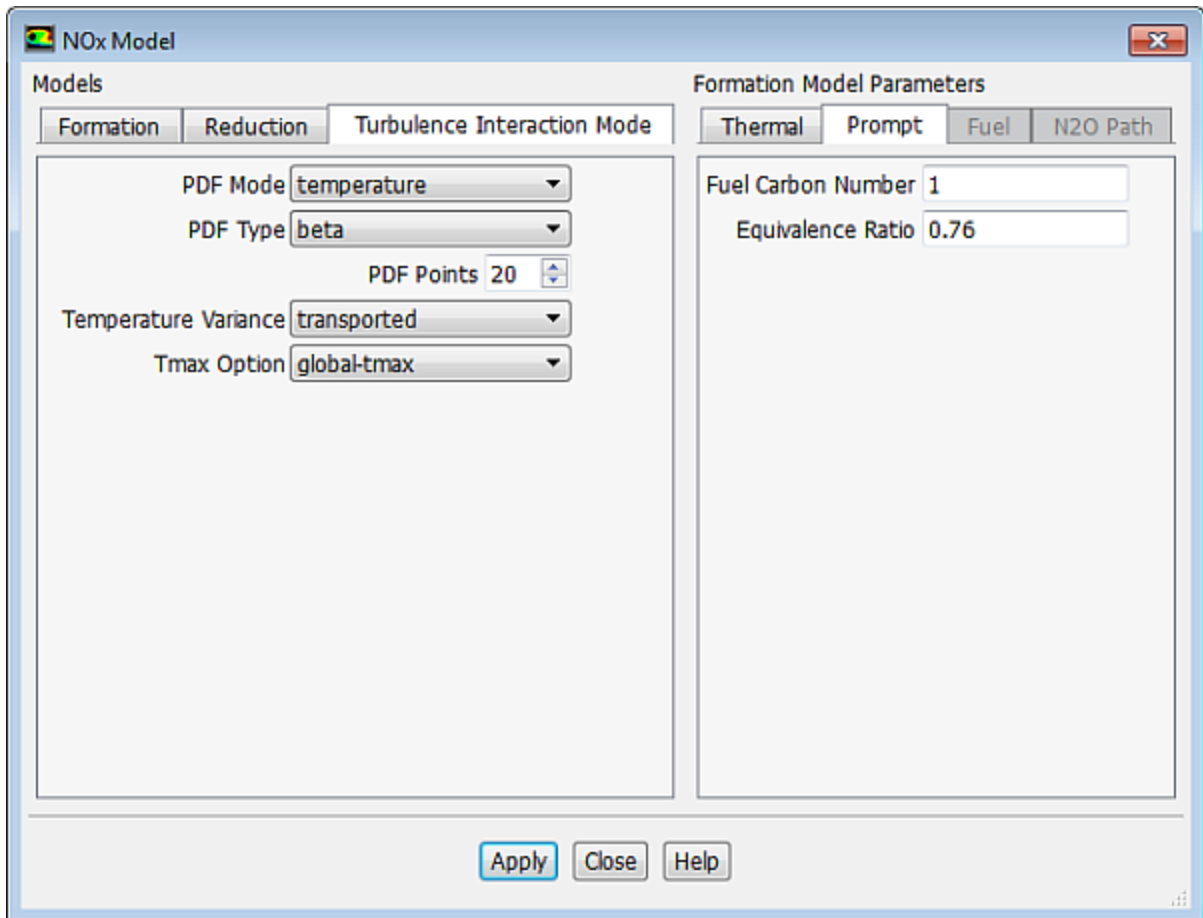 NOx Model
Models
Formation Reduction Turbulence Interaction Mode
PDF Mode temperature
PDF Type beta
PDF Points 20
Temperature Variance transported
Tmax Option global-tmax
Formation Model Parameters
Thermal Prompt Fuel N2O Path
Fuel Carbon Number 1
Equivalence Ratio 0.76
Apply Close Help